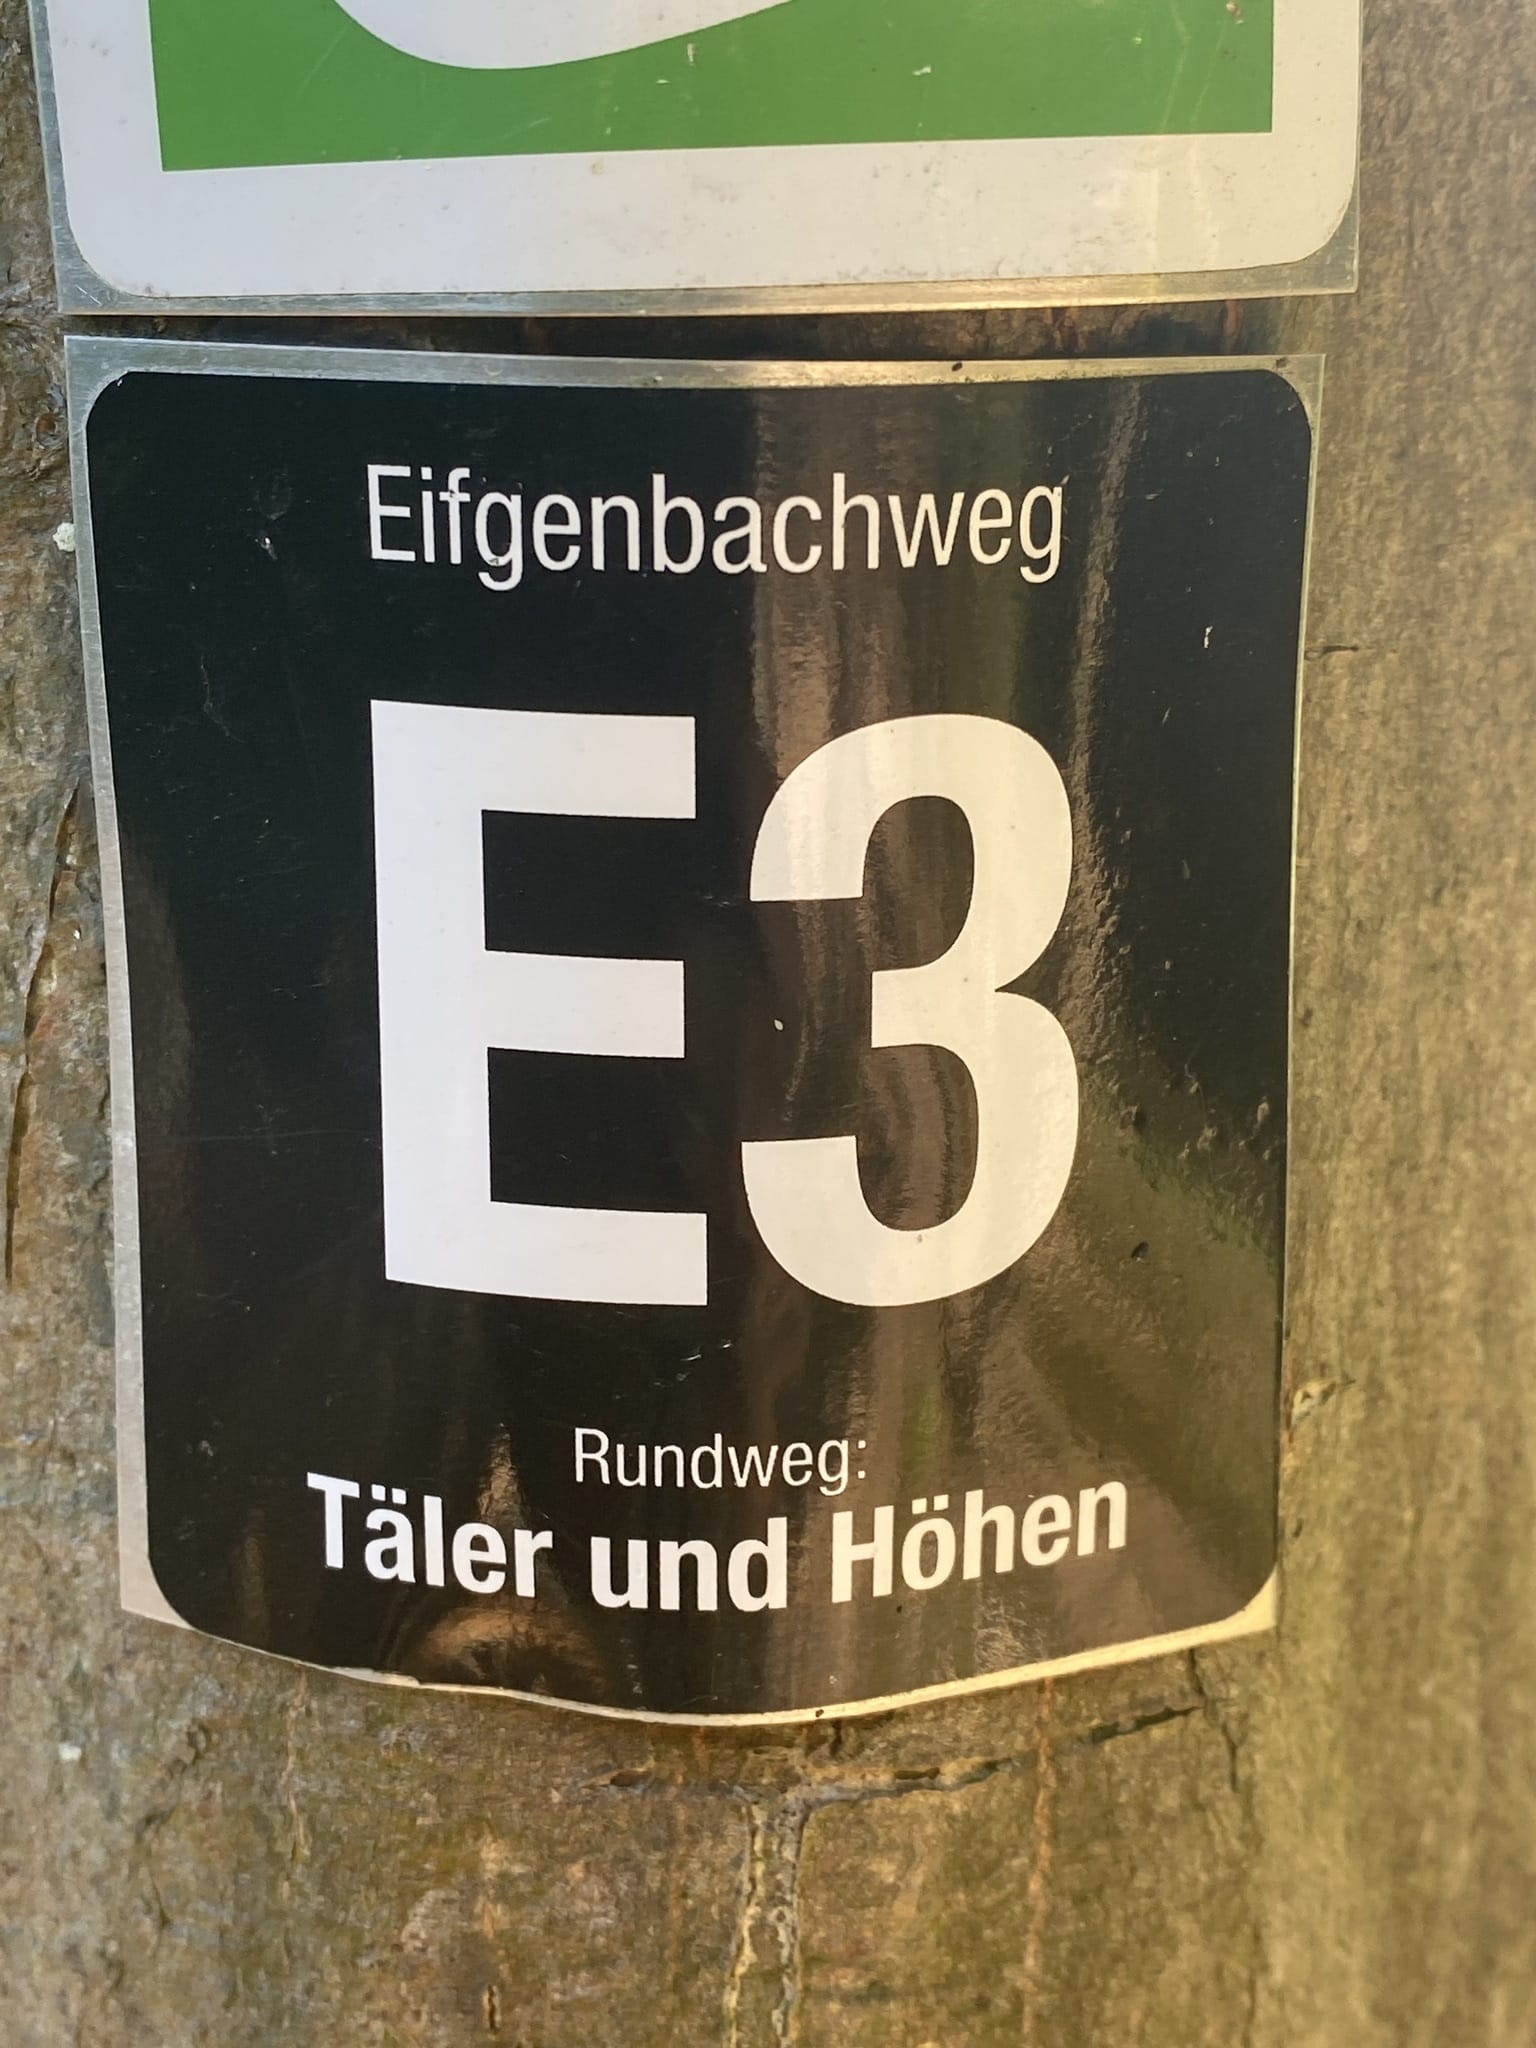 Eifgenbachweg
E3
Rundweg:
Täler und Höhen